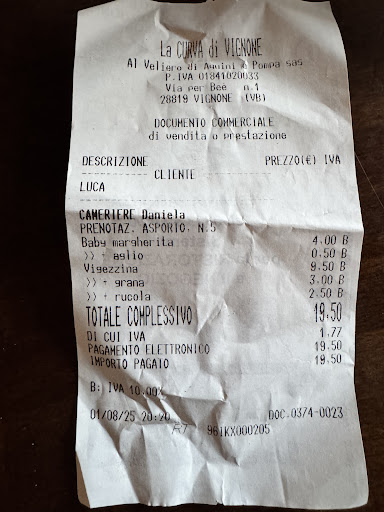 La CURVA di VIGNONE
Al Veliero di Aquini & Pompa sas
P.IVA 01841020033
Via per Bee n.1
28819 VIGNONE (VB)
DOCUMENTO COMMERCIALE
di vendita o prestazione
DESCRIZIONE PREZZO(€) IVA
---------- CLIENTE ----------
LUCA
CAMERIERE Daniela
PRENOTAZ. ASPORTO. N.5
Baby margherita 4.00 B
)) + aglio 0.50 B
Vigezzina 9.50 B
)) + grana 3.00 B
)) + rucola 2.50 B
TOTALE COMPLESSIVO 19.50
DI CUI IVA 1.77
PAGAMENTO ELETTRONICO 19.50
IMPORTO PAGATO 19.50
B: IVA 10.00%
01/08/25 20:20 DOC.0374-0023
96IKX000205